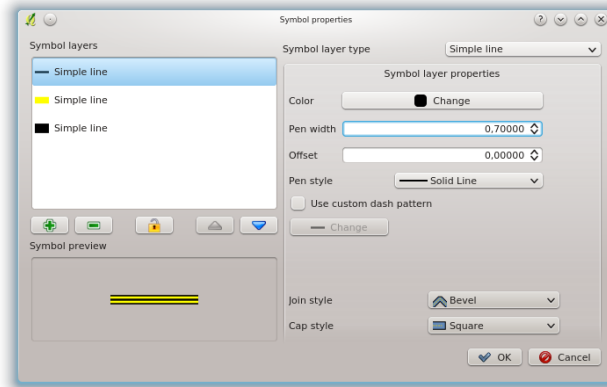 Symbol properties
Symbol layers
Simple line
Simple line
Simple line
Symbol preview
Symbol layer type
Simple line
Symbol layer properties
Color
Change
Pen width
0,70000
Offset
0,00000
Pen style
Solid Line
Use custom dash pattern
Change
Join style
Bevel
Cap style
Square
OK
Cancel